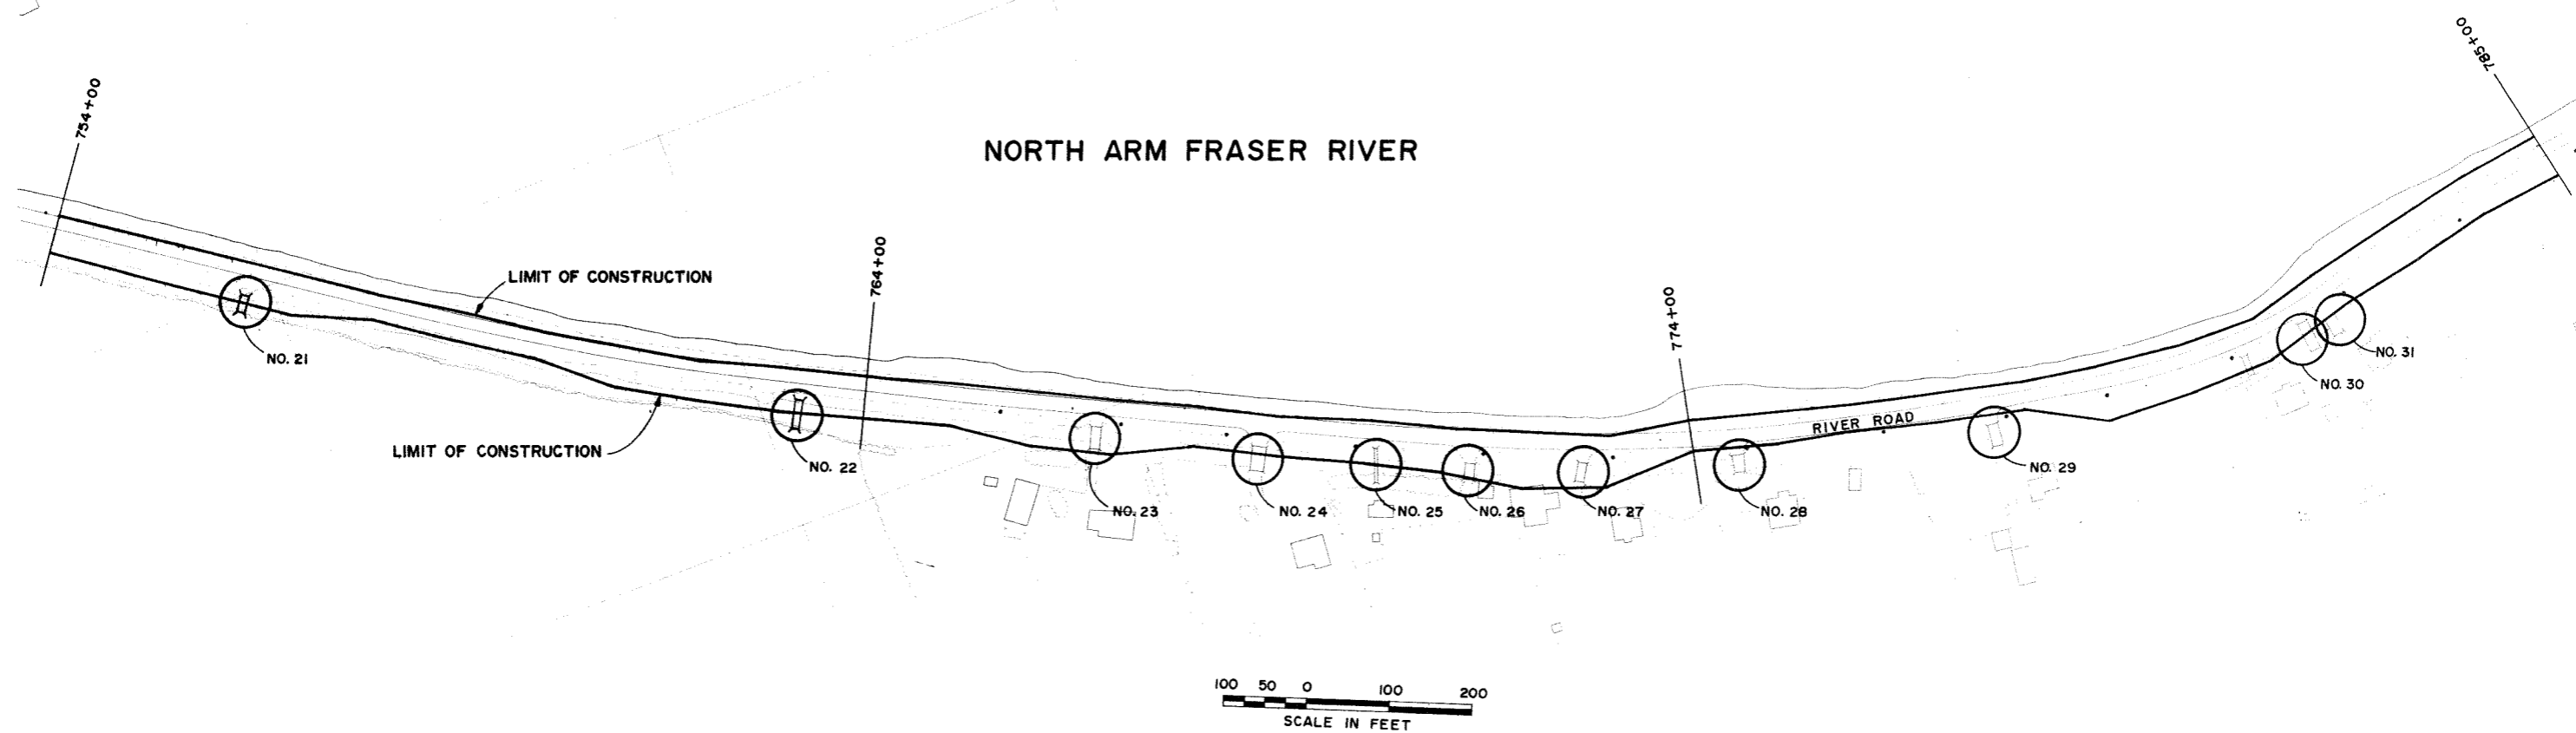 785+00
754+00
NORTH ARM FRASER RIVER
764+00
LIMIT OF CONSTRUCTION
774+00
NO. 21
NO. 31
NO. 30
RIVER ROAD
LIMIT OF CONSTRUCTION
NO. 22
NO. 29
NO. 23
NO. 24
NO. 25
NO. 26
NO. 27
NO. 28
100 50 0 100 200
SCALE IN FEET